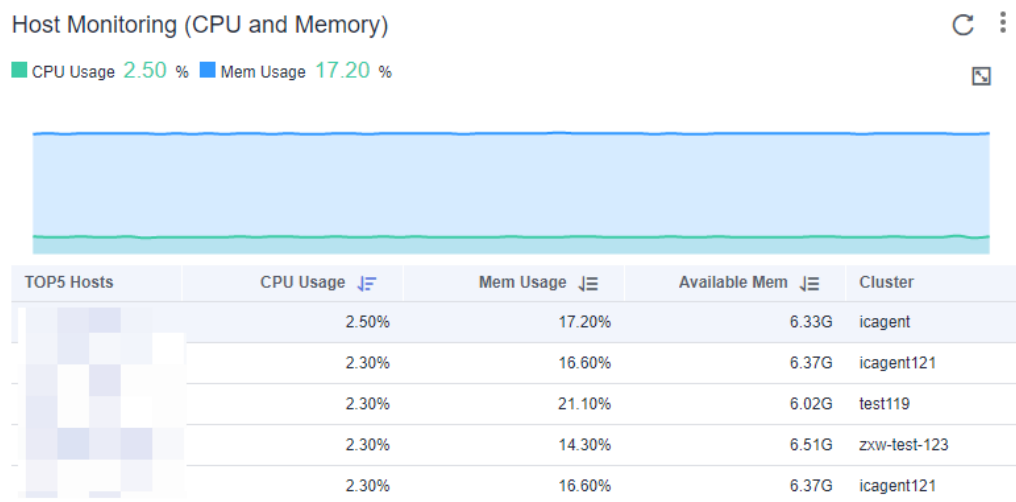 Host Monitoring (CPU and Memory)
CPU Usage 2.50 % Mem Usage 17.20 %
TOP5 Hosts CPU Usage Mem Usage Available Mem Cluster
2.50% 17.20% 6.33G icagent
2.30% 16.60% 6.37G icagent121
2.30% 21.10% 6.02G test119
2.30% 14.30% 6.51G zxw-test-123
2.30% 16.60% 6.37G icagent121